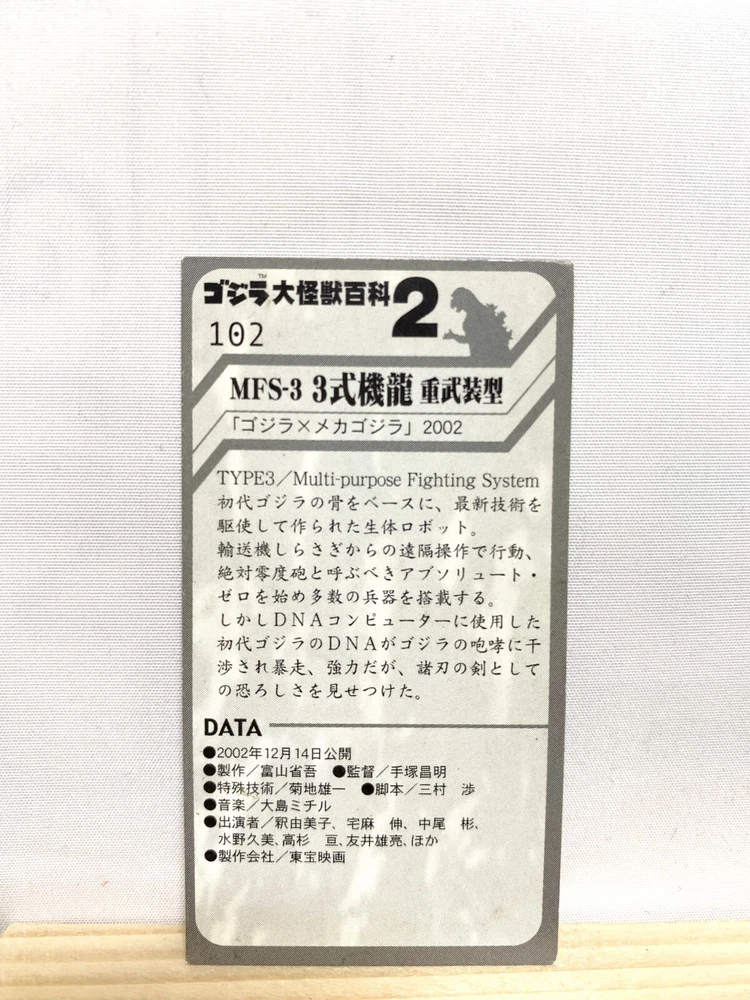 ゴジラ™大怪獣百科2
102
MFS-3 3式機龍 重武装型
「ゴジラ×メカゴジラ」2002
TYPE3／Multi-purpose Fighting System
初代ゴジラの骨をベースに、最新技術を
駆使して作られた生体ロボット。
輸送機しらさぎからの遠隔操作で行動、
絶対零度砲と呼ぶべきアブソリュート・
ゼロを始め多数の兵器を搭載する。
しかしDNAコンピューターに使用した
初代ゴジラのDNAがゴジラの咆哮に干
渉され暴走、強力だが、諸刃の剣として
の恐ろしさを見せつけた。
DATA
●2002年12月14日公開
●製作／富山省吾 ●監督／手塚昌明
●特殊技術／菊地雄一 ●脚本／三村 渉
●音楽／大島ミチル
●出演者／釈由美子、宅麻 伸、中尾 彬、
水野久美、高杉 亘、友井雄亮、ほか
●製作会社／東宝映画